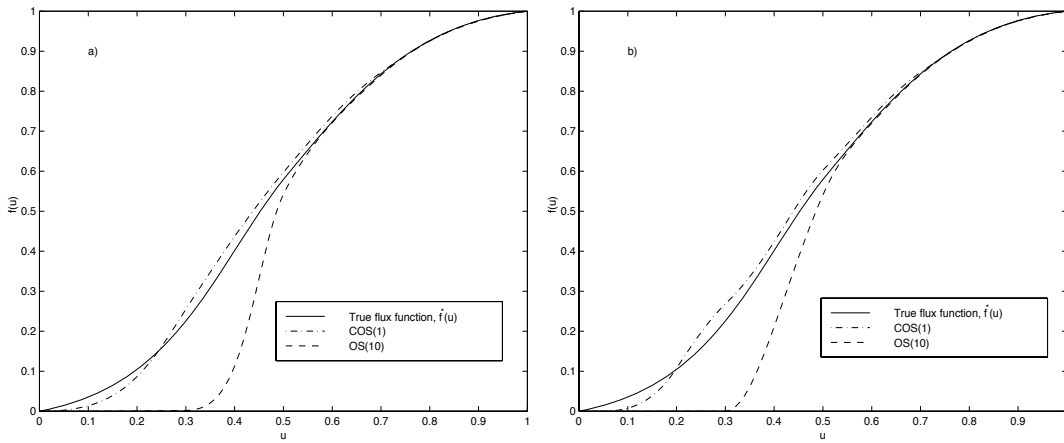 a)
1
0.9
0.8
0.7
0.6
0.5
0.4
0.3
0.2
0.1
0
f(u)
True flux function, f*(u)
COS(1)
OS(10)
0 0.1 0.2 0.3 0.4 0.5 0.6 0.7 0.8 0.9 1
u
b)
1
0.9
0.8
0.7
0.6
0.5
0.4
0.3
0.2
0.1
0
f(u)
True flux function, f*(u)
COS(1)
OS(10)
0 0.1 0.2 0.3 0.4 0.5 0.6 0.7 0.8 0.9
u